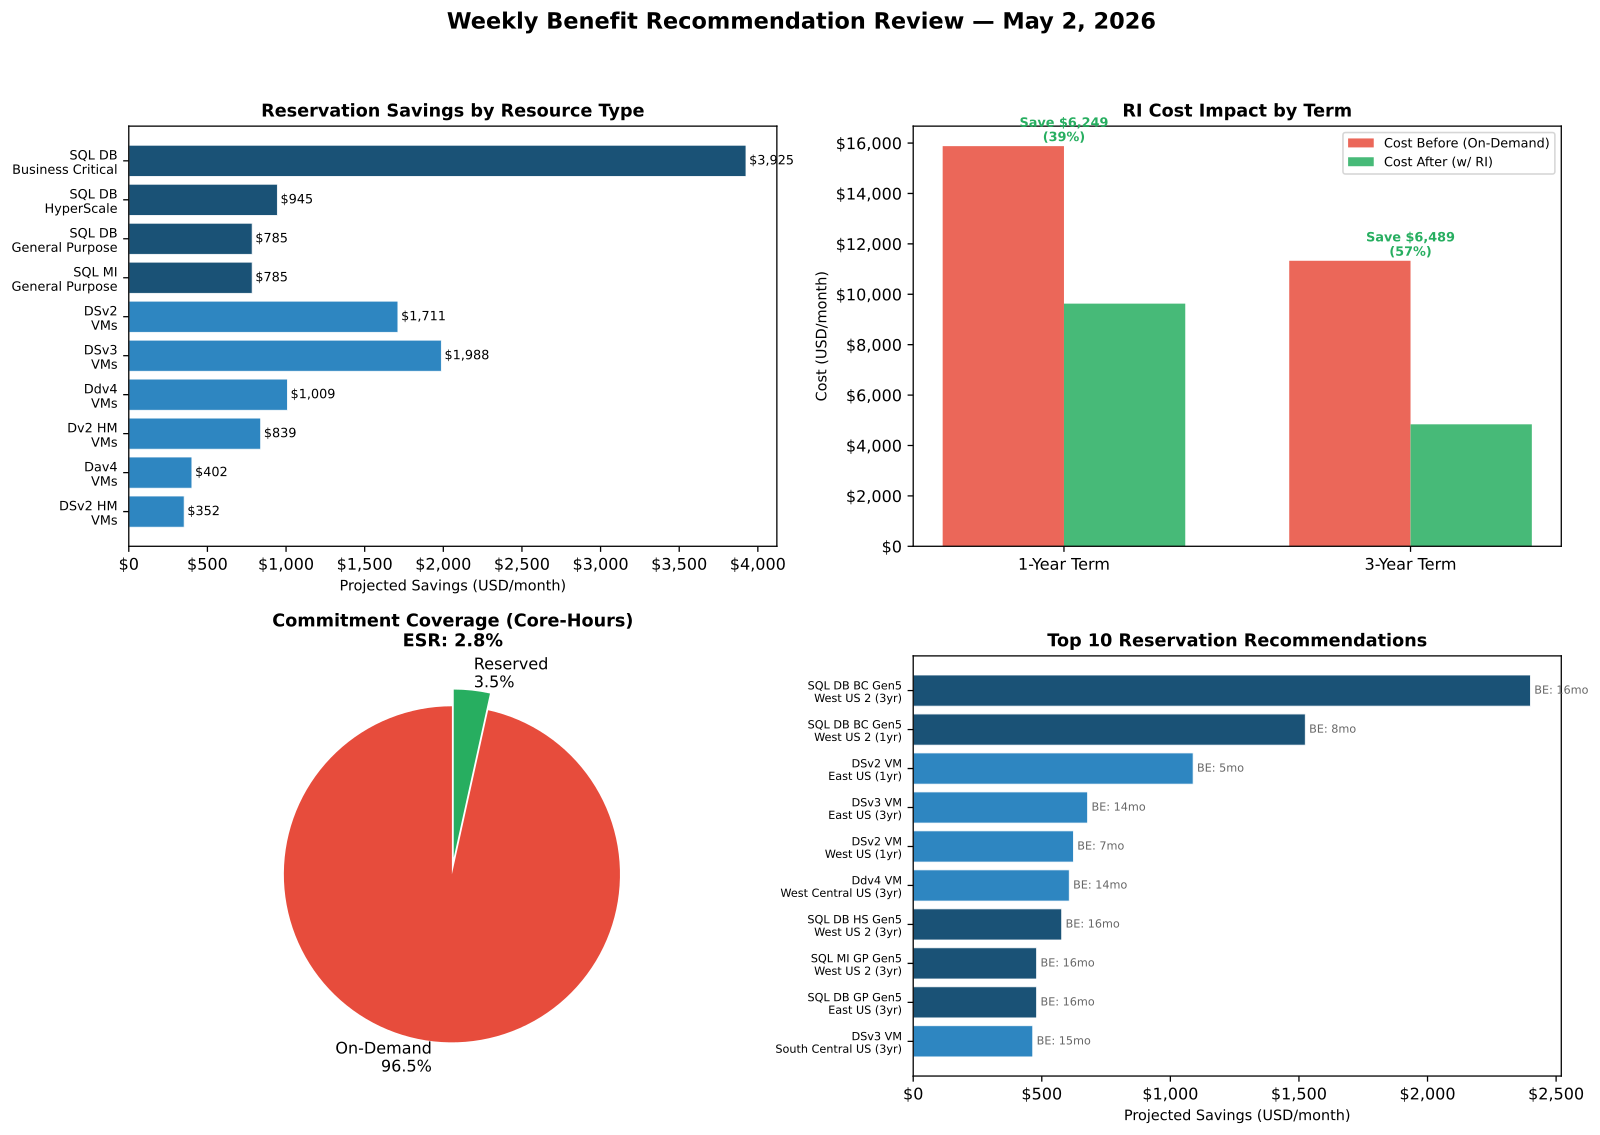 Weekly Benefit Recommendation Review — May 2, 2026
Reservation Savings by Resource Type
SQL DB
Business Critical
$3,925
SQL DB
HyperScale
$945
SQL DB
General Purpose
$785
SQL MI
General Purpose
$785
DSv2
VMs
$1,711
DSv3
VMs
$1,988
Ddv4
VMs
$1,009
Dv2 HM
VMs
$839
Dav4
VMs
$402
DSv2 HM
VMs
$352
$0 $500 $1,000 $1,500 $2,000 $2,500 $3,000 $3,500 $4,000
Projected Savings (USD/month)
RI Cost Impact by Term
Save $6,249
(39%)
Cost Before (On-Demand)
Cost After (w/ RI)
Save $6,489
(57%)
Cost (USD/month)
$16,000
$14,000
$12,000
$10,000
$8,000
$6,000
$4,000
$2,000
$0
1-Year Term 3-Year Term
Commitment Coverage (Core-Hours)
ESR: 2.8%
Reserved
3.5%
On-Demand
96.5%
Top 10 Reservation Recommendations
SQL DB BC Gen5
West US 2 (3yr)
BE: 16mo
SQL DB BC Gen5
West US 2 (1yr)
BE: 8mo
DSv2 VM
East US (1yr)
BE: 5mo
DSv3 VM
East US (3yr)
BE: 14mo
DSv2 VM
West US (1yr)
BE: 7mo
Ddv4 VM
West Central US (3yr)
BE: 14mo
SQL DB HS Gen5
West US 2 (3yr)
BE: 16mo
SQL MI GP Gen5
West US 2 (3yr)
BE: 16mo
SQL DB GP Gen5
East US (3yr)
BE: 16mo
DSv3 VM
South Central US (3yr)
BE: 15mo
$0 $500 $1,000 $1,500 $2,000 $2,500
Projected Savings (USD/month)